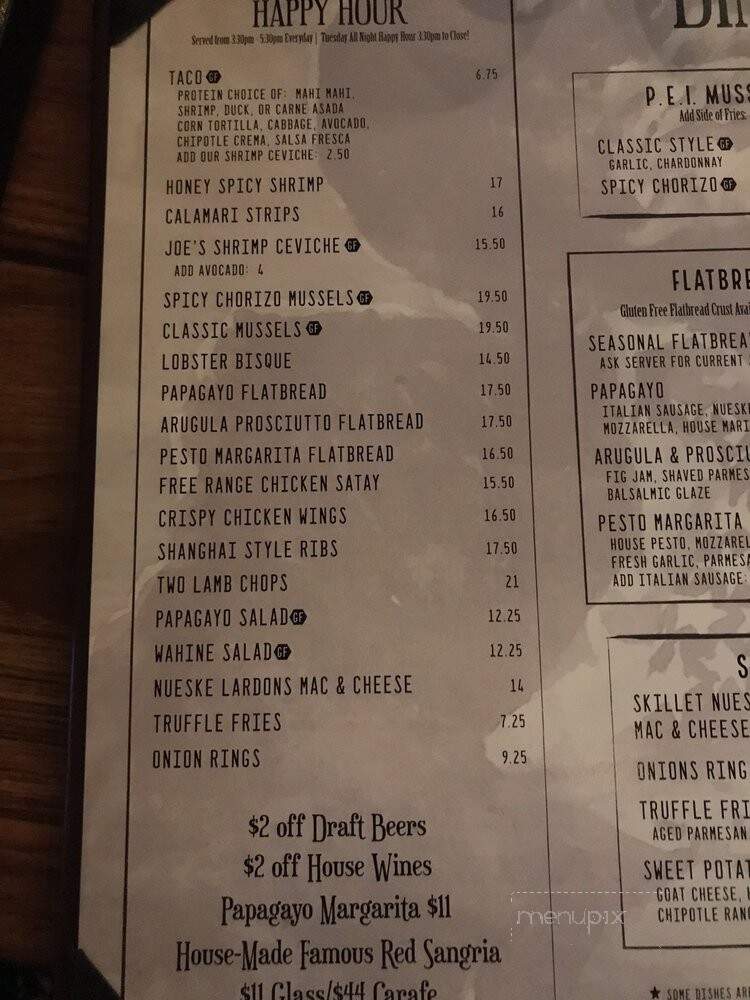 HAPPY HOUR
Served from 3:30pm - 5:30pm Everyday | Tuesday All Night Happy Hour 3:30pm to Close!
TACO GF 6.75
PROTEIN CHOICE OF: MAHI MAHI,
SHRIMP, DUCK, OR CARNE ASADA
CORN TORTILLA, CABBAGE, AVOCADO,
CHIPOTLE CREMA, SALSA FRESCA
ADD OUR SHRIMP CEVICHE: 2.50
HONEY SPICY SHRIMP 17
CALAMARI STRIPS 16
JOE'S SHRIMP CEVICHE GF 15.50
ADD AVOCADO: 4
SPICY CHORIZO MUSSELS GF 19.50
CLASSIC MUSSELS GF 19.50
LOBSTER BISQUE 14.50
PAPAGAYO FLATBREAD 17.50
ARUGULA PROSCIUTTO FLATBREAD 17.50
PESTO MARGARITA FLATBREAD 16.50
FREE RANGE CHICKEN SATAY 15.50
CRISPY CHICKEN WINGS 16.50
SHANGHAI STYLE RIBS 17.50
TWO LAMB CHOPS 21
PAPAGAYO SALAD GF 12.25
WAHINE SALAD GF 12.25
NUESKE LARDONS MAC & CHEESE 14
TRUFFLE FRIES 7.25
ONION RINGS 9.25
$2 off Draft Beers
$2 off House Wines
Papagayo Margarita $11
House-Made Famous Red Sangria
$11 Glass/$44 Carafe
P.E.I. MUSS
Add Side of Fries:
CLASSIC STYLE GF
GARLIC, CHARDONNAY
SPICY CHORIZO GF
FLATBRE
Gluten Free Flatbread Crust Avai
SEASONAL FLATBREA
ASK SERVER FOR CURRENT
PAPAGAYO
ITALIAN SAUSAGE, NUESK
MOZZARELLA, HOUSE MARI
ARUGULA & PROSCIU
FIG JAM, SHAVED PARMES
BALSALMIC GLAZE
PESTO MARGARITA
HOUSE PESTO, MOZZAREL
FRESH GARLIC, PARMESA
ADD ITALIAN SAUSAGE:
S
SKILLET NUES
MAC & CHEESE
ONIONS RING
TRUFFLE FRI
AGED PARMESAN
SWEET POTAT
GOAT CHEESE,
CHIPOTLE RAN
menupix
★ SOME DISHES AR